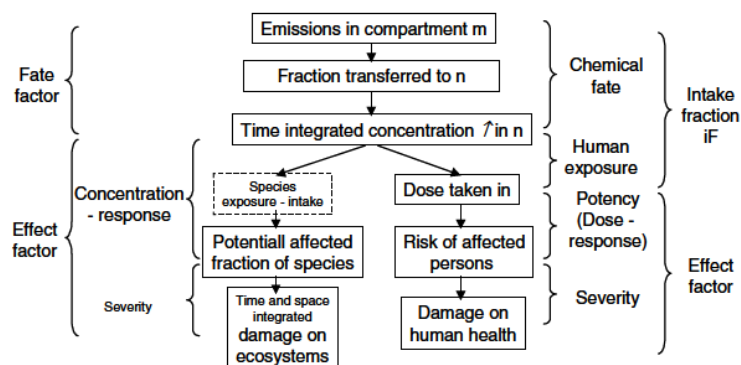 Emissions in compartment m
Fraction transferred to n
Time integrated concentration ↑ in n
Fate
factor
Chemical
fate
Intake
fraction
iF
Human
exposure
Concentration
- response
Species
exposure - intake
Dose taken in
Potency
(Dose -
response)
Effect
factor
Potentiall affected
fraction of species
Risk of affected
persons
Effect
factor
Severity
Time and space
integrated
damage on
ecosystems
Damage on
human health
Severity